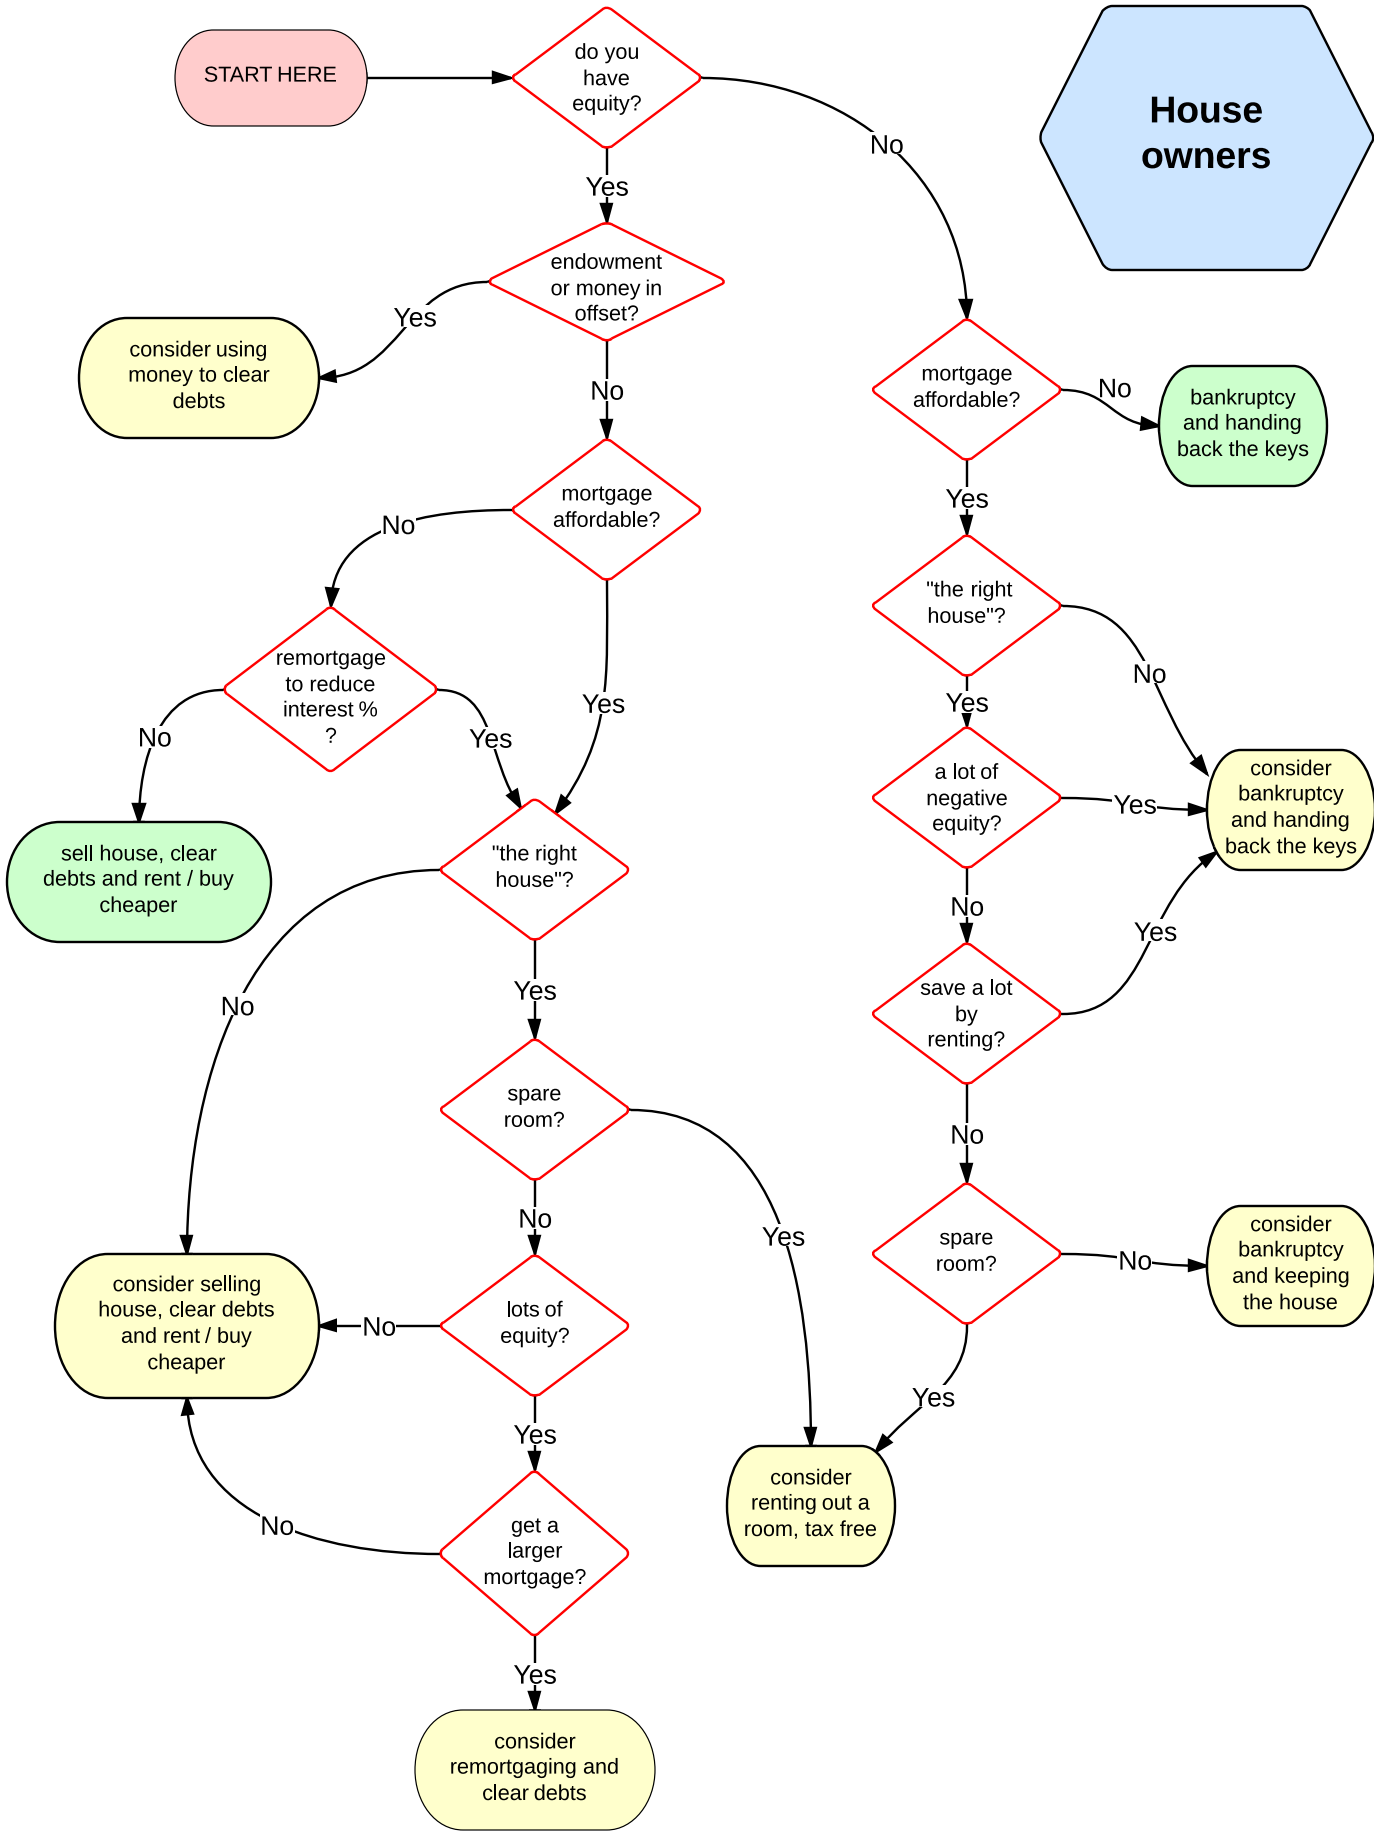 START HERE
do you
have
equity?
House
owners
No
Yes
endowment
or money in
offset?
Yes
consider using
money to clear
debts
No
mortgage
affordable?
No
bankruptcy
and handing
back the keys
Yes
mortgage
affordable?
No
Yes
"the right
house"?
No
Yes
remortgage
to reduce
interest %
?
No
Yes
Yes
a lot of
negative
equity?
Yes
consider
bankruptcy
and handing
back the keys
sell house, clear
debts and rent / buy
cheaper
"the right
house"?
No
Yes
No
save a lot
by
renting?
Yes
No
spare
room?
No
Yes
spare
room?
No
consider
bankruptcy
and keeping
the house
Yes
consider selling
house, clear debts
and rent / buy
cheaper
No
lots of
equity?
Yes
No
get a
larger
mortgage?
consider
renting out a
room, tax free
Yes
consider
remortgaging and
clear debts